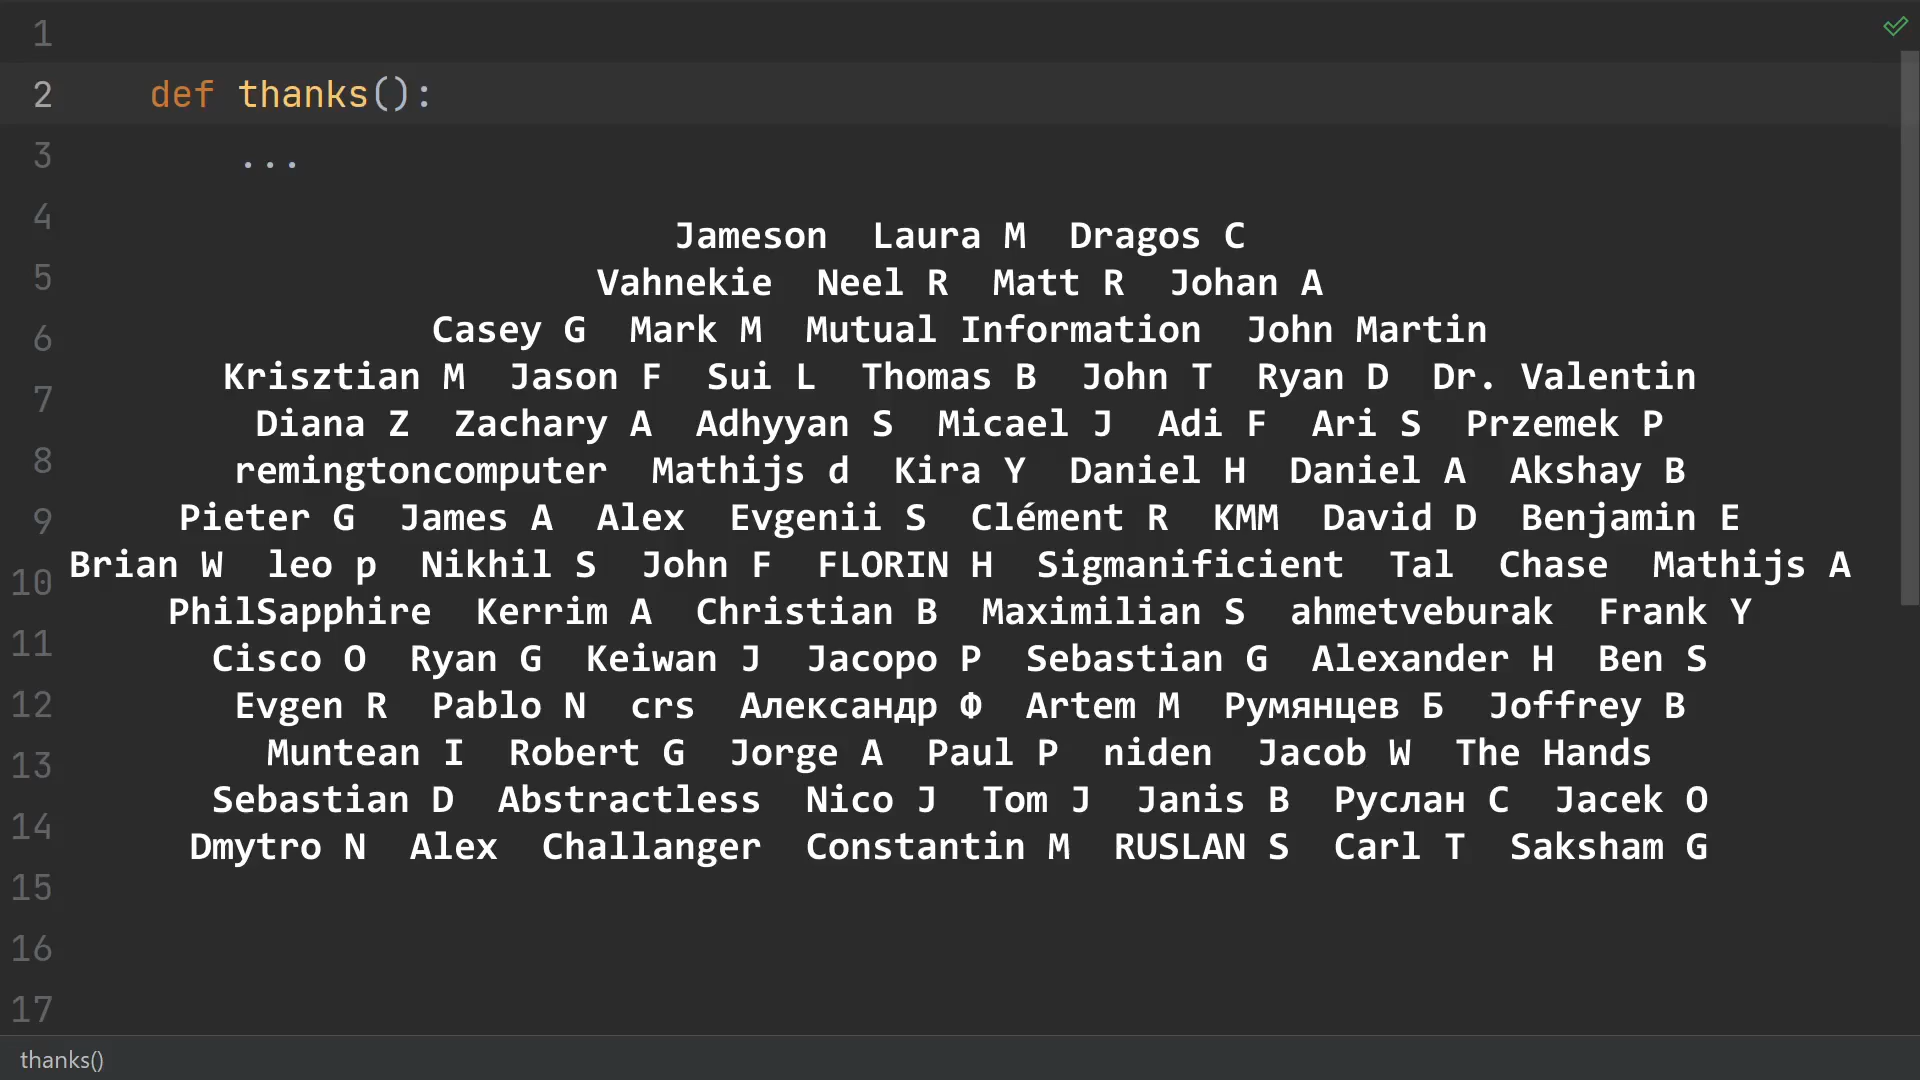 1
2 def thanks():
3 ...
4
Jameson Laura M Dragos C
5
Vahnekie Neel R Matt R Johan A
6
Casey G Mark M Mutual Information John Martin
Krisztian M Jason F Sui L Thomas B John T Ryan D Dr. Valentin
7
Diana Z Zachary A Adhyyan S Micael J Adi F Ari S Przemek P
8
remingtoncomputer Mathijs d Kira Y Daniel H Daniel A Akshay B
9
Pieter G James A Alex Evgenii S Clément R KMM David D Benjamin E
Brian W leo p Nikhil S John F FLORIN H Sigmanificient Tal Chase Mathijs A
10
PhilSapphire Kerrim A Christian B Maximilian S ahmetveburak Frank Y
11
Cisco O Ryan G Keiwan J Jacopo P Sebastian G Alexander H Ben S
12
Evgen R Pablo N crs Александр Ф Artem M Румянцев Б Joffrey B
13
Muntean I Robert G Jorge A Paul P niden Jacob W The Hands
Sebastian D Abstractless Nico J Tom J Janis B Руслан С Jacek O
14
Dmytro N Alex Challanger Constantin M RUSLAN S Carl T Saksham G
15
16
17
thanks()